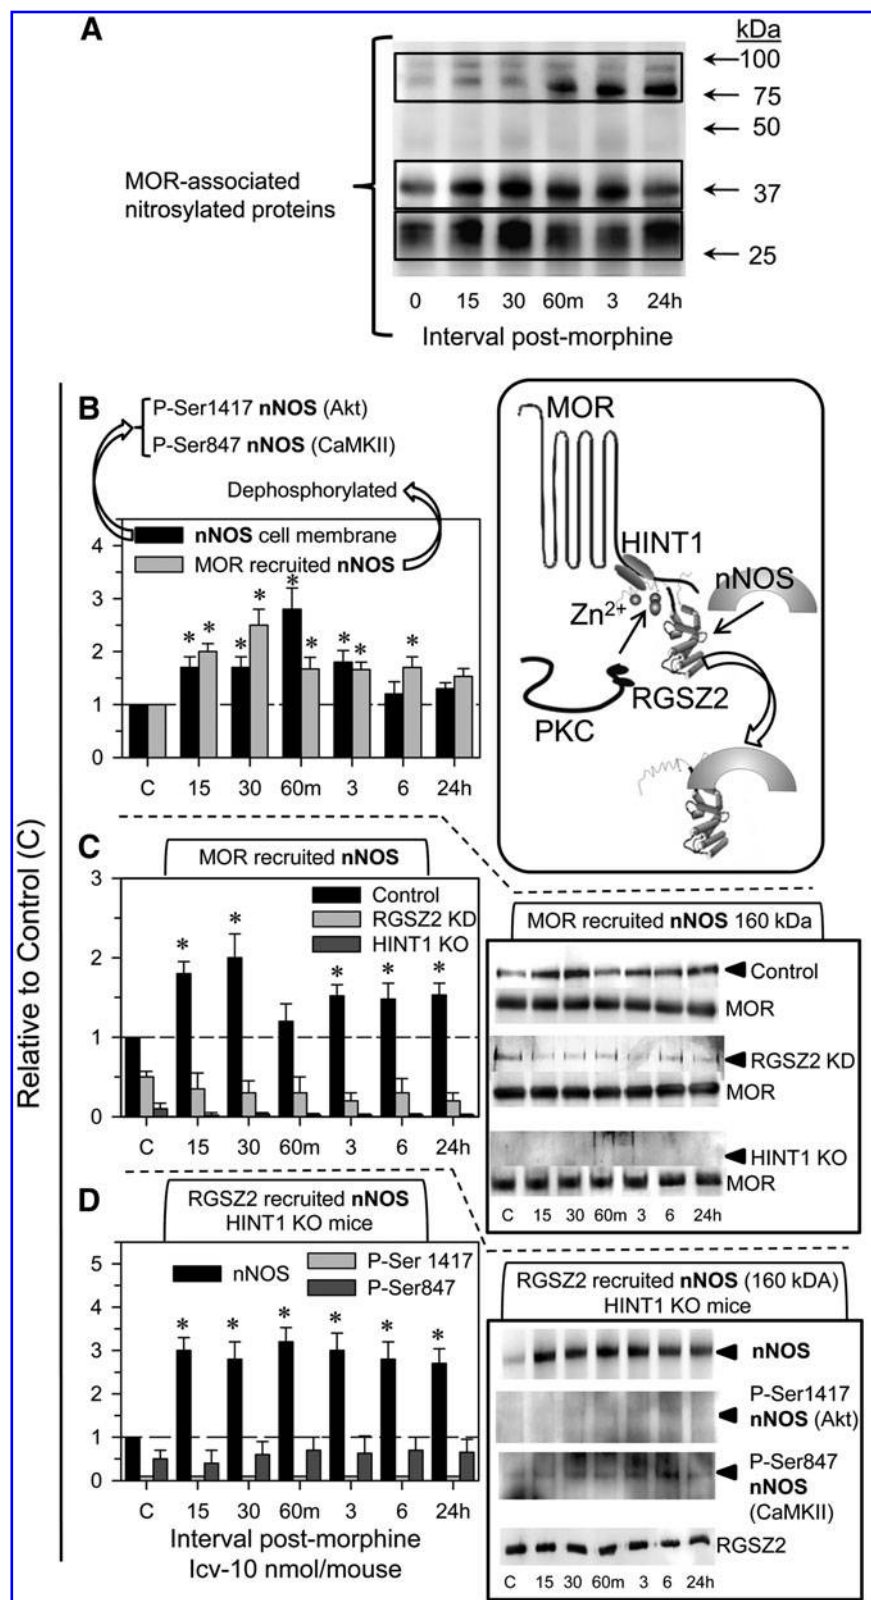 A
kDa
100
75
50
37
25
MOR-associated
nitrosylated proteins
0 15 30 60m 3 24h
Interval post-morphine
Relative to Control (C)
B
P-Ser1417 nNOS (Akt)
P-Ser847 nNOS (CaMKII)
Dephosphorylated
nNOS cell membrane
MOR recruited nNOS
4
3
2
1
0
* * * * * * * * *
C 15 30 60m 3 6 24h
MOR
HINT1
nNOS
Zn2+
RGSZ2
PKC
C
MOR recruited nNOS
Control
RGSZ2 KD
HINT1 KO
3
2
1
0
* * * * *
C 15 30 60m 3 6 24h
MOR recruited nNOS 160 kDa
Control
MOR
RGSZ2 KD
MOR
HINT1 KO
MOR
C 15 30 60m 3 6 24h
D
RGSZ2 recruited nNOS
HINT1 KO mice
nNOS
P-Ser 1417
P-Ser847
5
4
3
2
1
0
* * * * * *
C 15 30 60m 3 6 24h
Interval post-morphine
Icv-10 nmol/mouse
RGSZ2 recruited nNOS (160 kDA)
HINT1 KO mice
nNOS
P-Ser1417
nNOS (Akt)
P-Ser847
nNOS
(CaMKII)
RGSZ2
C 15 30 60m 3 6 24h